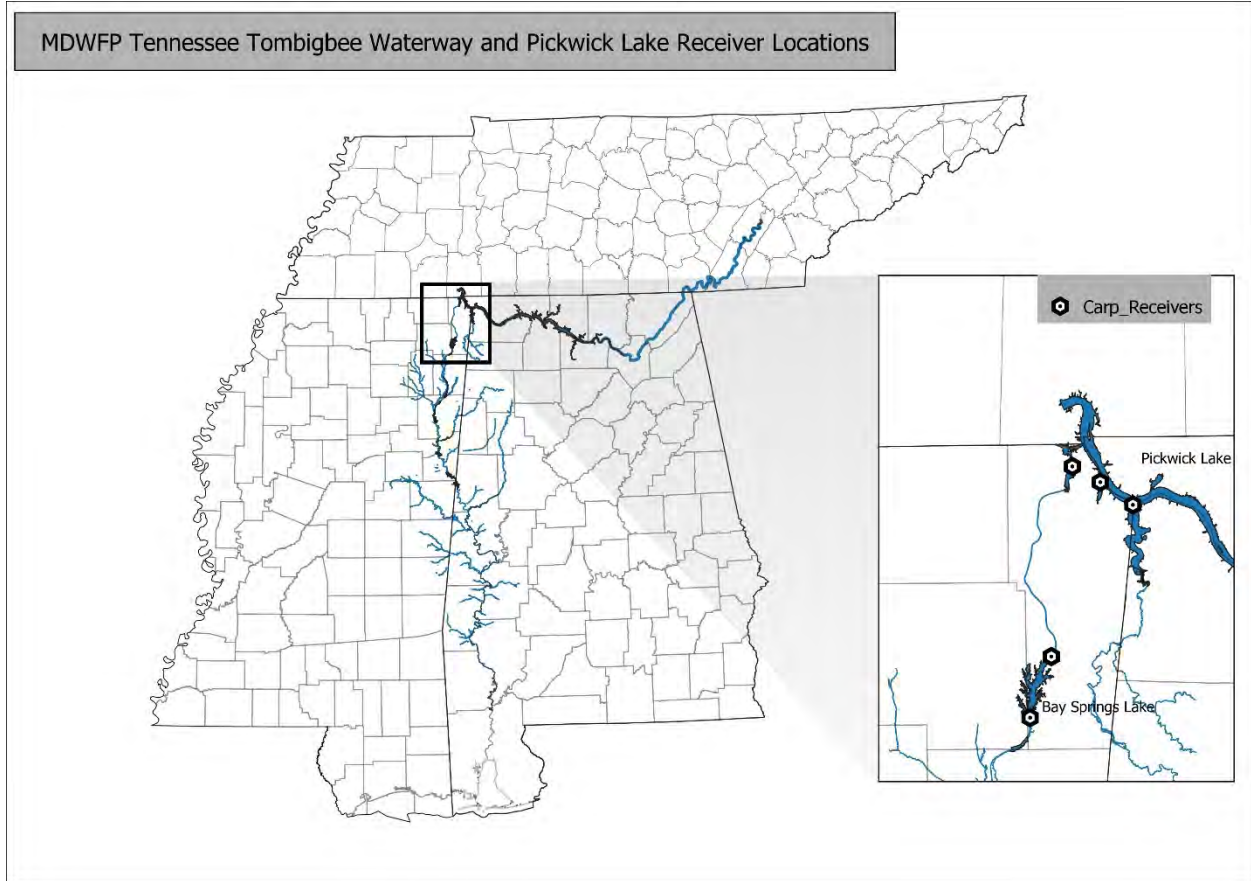 MDWFP Tennessee Tombigbee Waterway and Pickwick Lake Receiver Locations
Carp_Receivers
Pickwick Lake
Bay Springs Lake